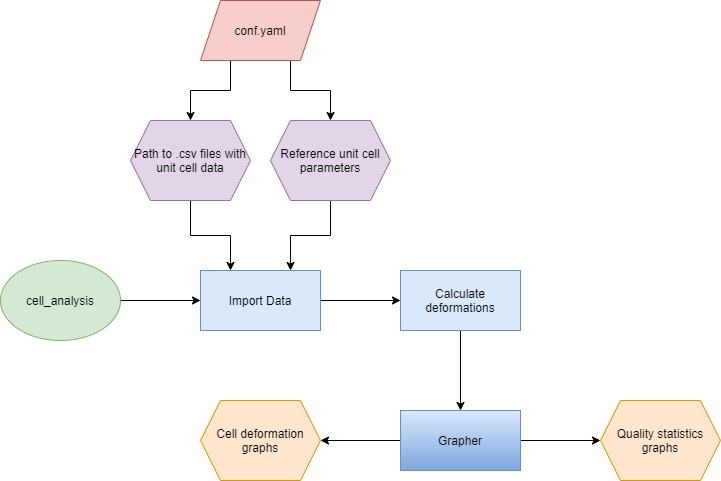 conf.yaml
Path to .csv files with
unit cell data
Reference unit cell
parameters
cell_analysis
Import Data
Calculate
deformations
Cell deformation
graphs
Grapher
Quality statistics
graphs